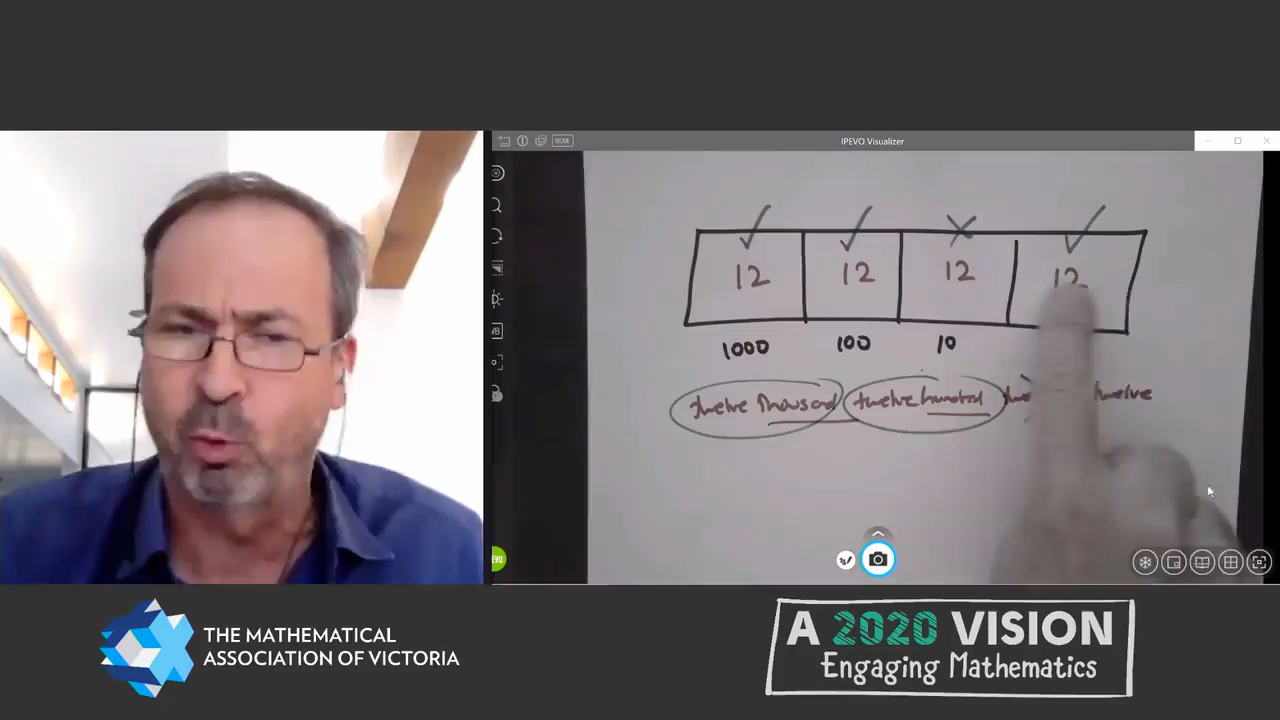 MODE
IPEVO Visualizer
12 12 12 12
1000 100 10
twelve thousand twelve hundred twelve
THE MATHEMATICAL
ASSOCIATION OF VICTORIA
A 2020 VISION
Engaging Mathematics